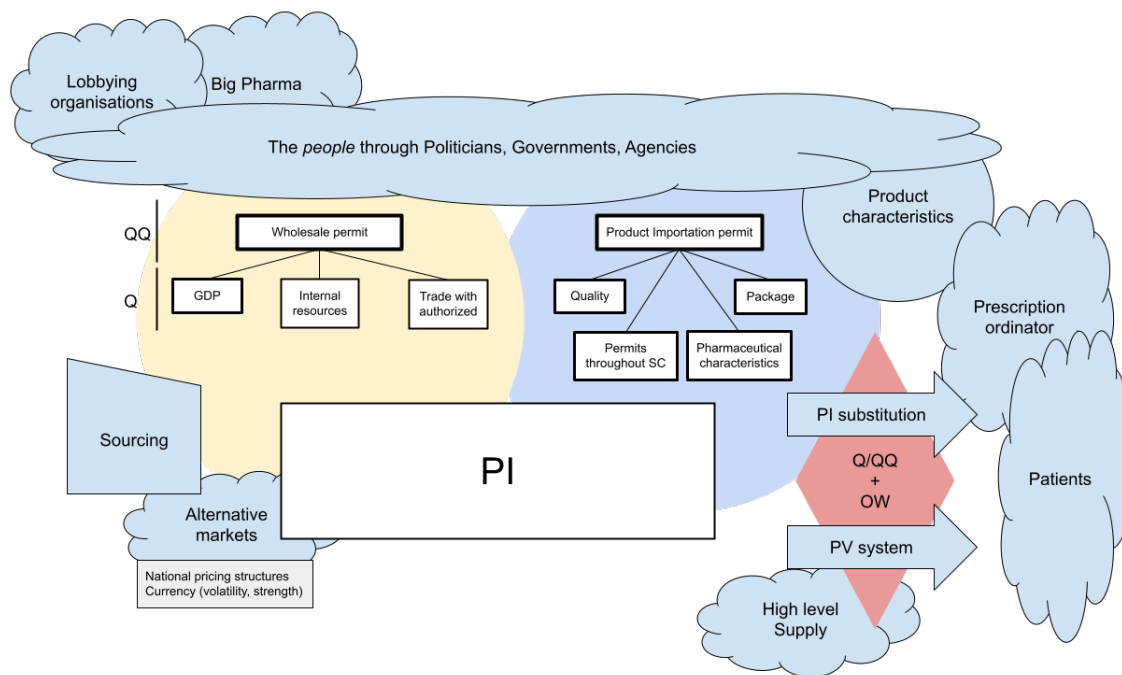 Lobbying
organisations
Big Pharma
The people through Politicians, Governments, Agencies
Product
characteristics
QQ
Wholesale permit
Product Importation permit
Q
GDP
Internal
resources
Trade with
authorized
Quality
Package
Prescription
ordinator
Permits
throughout SC
Pharmaceutical
characteristics
Sourcing
PI
PI substitution
Q/QQ
+
OW
Patients
Alternative
markets
PV system
National pricing structures
Currency (volatility, strength)
High level
Supply